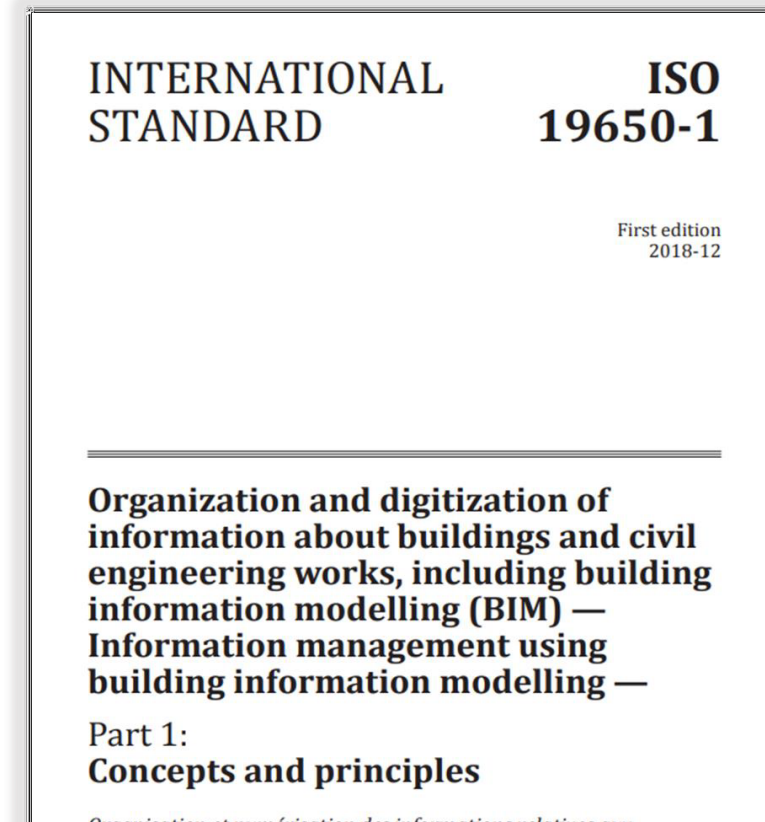 INTERNATIONAL
STANDARD
ISO
19650-1
First edition
2018-12
Organization and digitization of
information about buildings and civil
engineering works, including building
information modelling (BIM) —
Information management using
building information modelling —
Part 1:
Concepts and principles